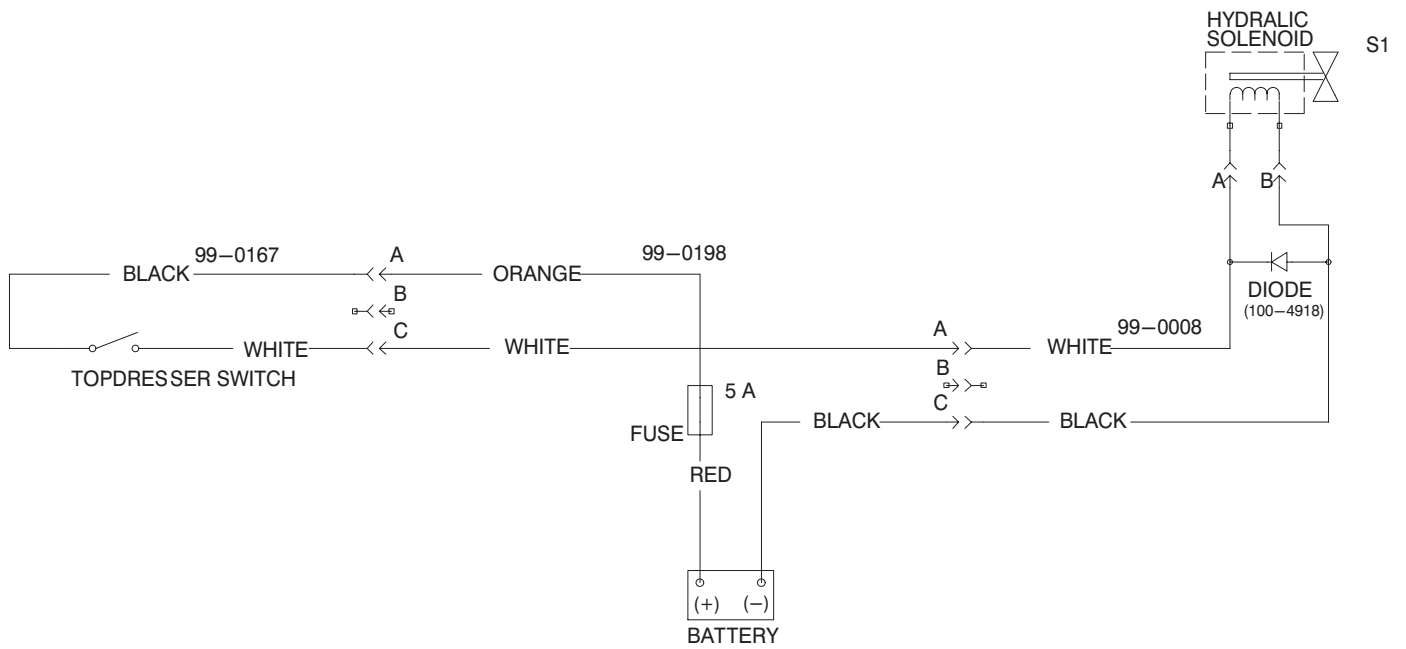 HYDRALIC
SOLENOID
S1
A
B
99-0167
A
99-0198
BLACK
ORANGE
B
DIODE
(100-4918)
C
A
99-0008
WHITE
WHITE
WHITE
TOPDRESSER SWITCH
B
5 A
C
FUSE
BLACK
BLACK
RED
(+)
(-)
BATTERY